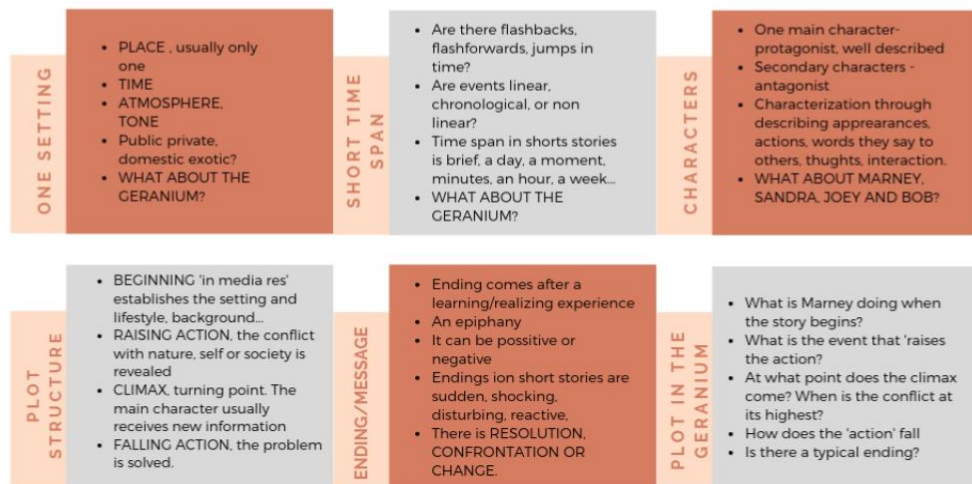 ONE SETTING
• PLACE , usually only
one
• TIME
• ATMOSPHERE,
TONE
• Public private,
domestic exotic?
• WHAT ABOUT THE
GERANIUM?
SHORT TIME
SPAN
• Are there flashbacks,
flashforwards, jumps in
time?
• Are events linear,
chronological, or non
linear?
• Time span in shorts stories
is brief, a day, a moment,
minutes, an hour, a week...
• WHAT ABOUT THE
GERANIUM?
CHARACTERS
• One main character-
protagonist, well described
• Secondary characters -
antagonist
• Characterization through
describing apprearances,
actions, words they say to
others, thughts, interaction.
• WHAT ABOUT MARNEY,
SANDRA, JOEY AND BOB?
PLOT
STRUCTURE
• BEGINNING 'in media res'
establishes the setting and
lifestyle, background...
• RAISING ACTION, the conflict
with nature, self or society is
revealed
• CLIMAX, turning point. The
main character usually
receives new information
• FALLING ACTION, the problem
is solved.
ENDING/MESSAGE
• Ending comes after a
learning/realizing experience
• An epiphany
• It can be possitive or
negative
• Endings ion short stories are
sudden, shocking,
disturbing, reactive,
• There is RESOLUTION,
CONFRONTATION OR
CHANGE.
PLOT IN THE
GERANIUM
• What is Marney doing when
the story begins?
• What is the event that 'raises
the action?
• At what point does the climax
come? When is the conflict at
its highest?
• How does the 'action' fall
• Is there a typical ending?